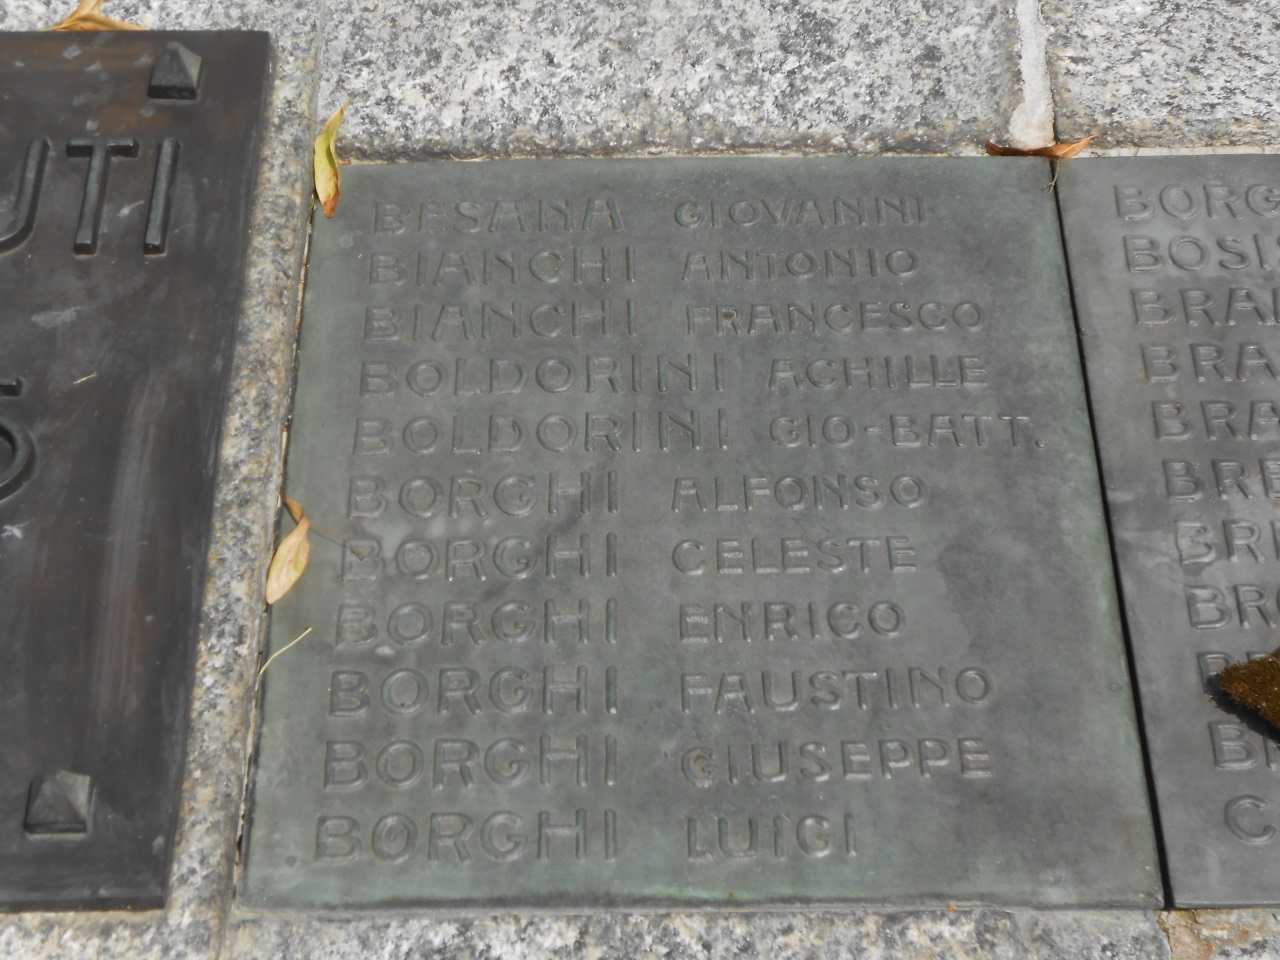 UTI
5
BESANA GIOVANNI
BIANCHI ANTONIO
BIANCHI FRANCESCO
BOLDORINI ACHILLE
BOLDORINI GIO-BATT.
BORGHI ALFONSO
BORGHI CELESTE
BORGHI ENRICO
BORGHI FAUSTINO
BORGHI GIUSEPPE
BORGHI LUIGI